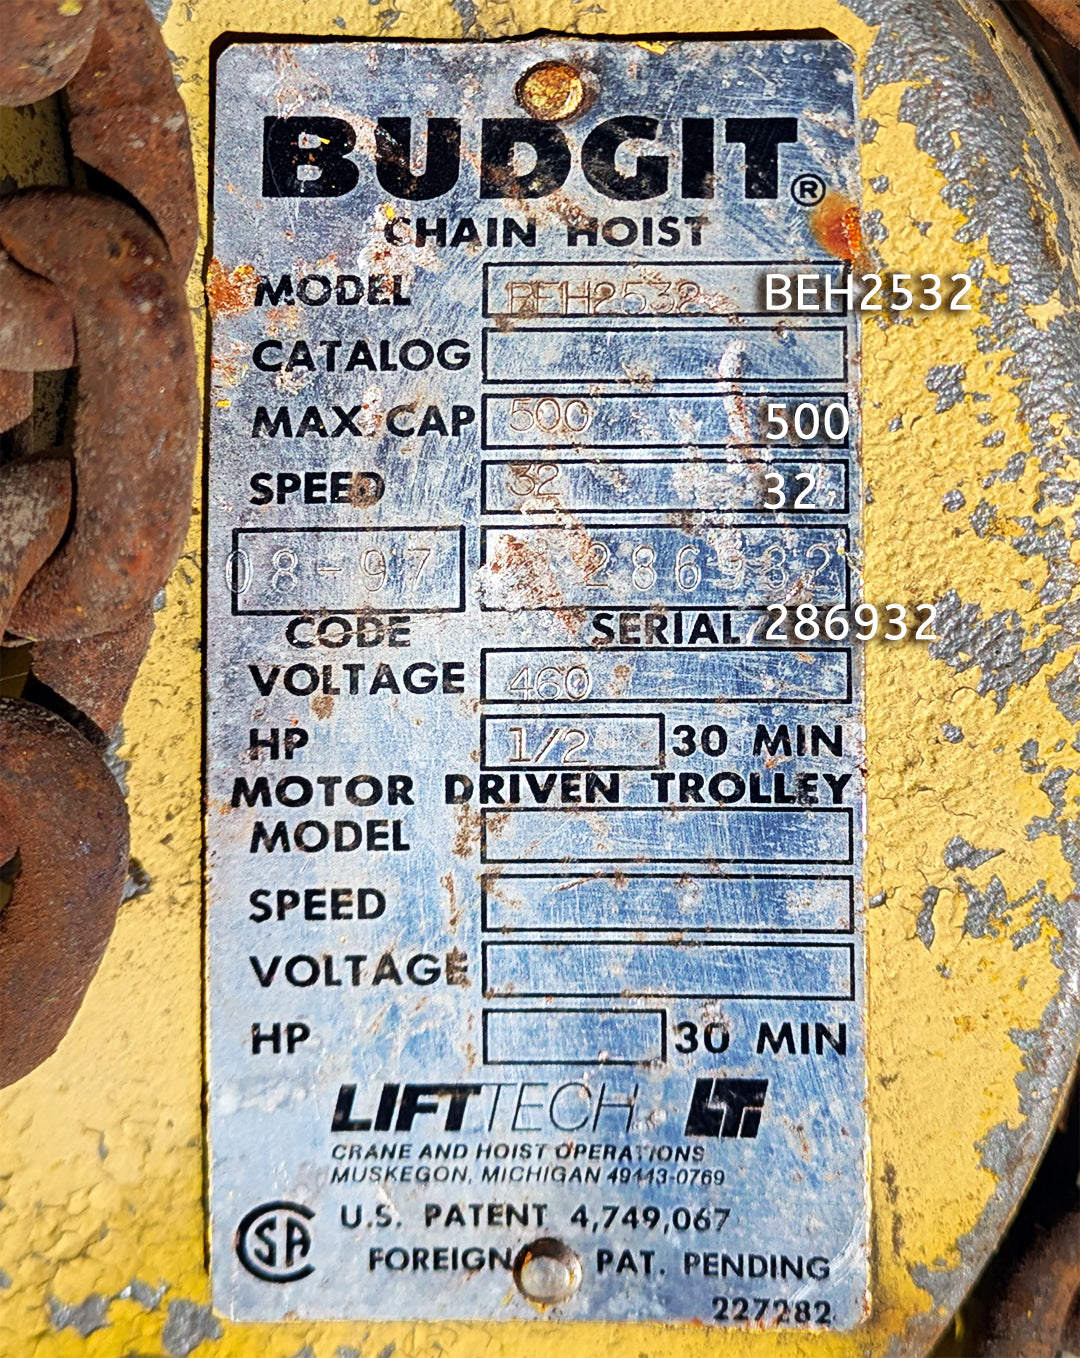 BUDGIT®
CHAIN HOIST
MODEL BEH2532 BEH2532
CATALOG
MAX. CAP 500 500
SPEED 32 32
08-97 286932
CODE SERIAL 286932
VOLTAGE 460
HP 1/2 30 MIN
MOTOR DRIVEN TROLLEY
MODEL
SPEED
VOLTAGE
HP 30 MIN
LIFTTECH LT
CRANE AND HOIST OPERATIONS
MUSKEGON, MICHIGAN 49443-0769
CSA U.S. PATENT 4,749,067
FOREIGN PAT. PENDING
227282